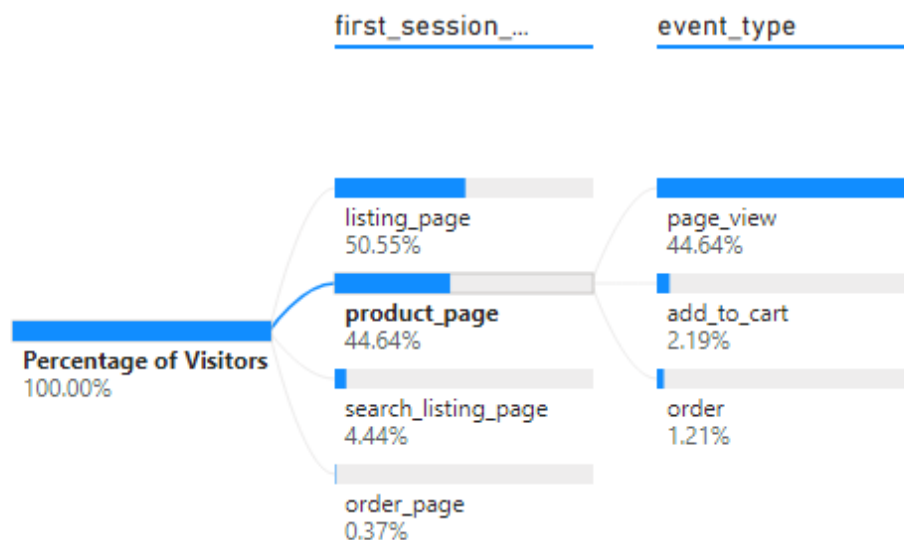 first_session_...
event_type
listing_page
50.55%
page_view
44.64%
product_page
44.64%
add_to_cart
2.19%
Percentage of Visitors
100.00%
search_listing_page
4.44%
order
1.21%
order_page
0.37%